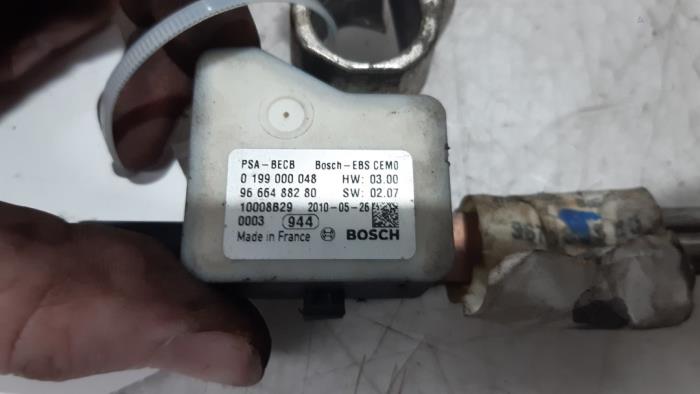 PSA-BECB Bosch-EBS CEM0
0 199 000 048 HW: 03.00
96 664 882 80 SW: 02.07
10008829 2010-05-26
0003 944
Made in France BOSCH